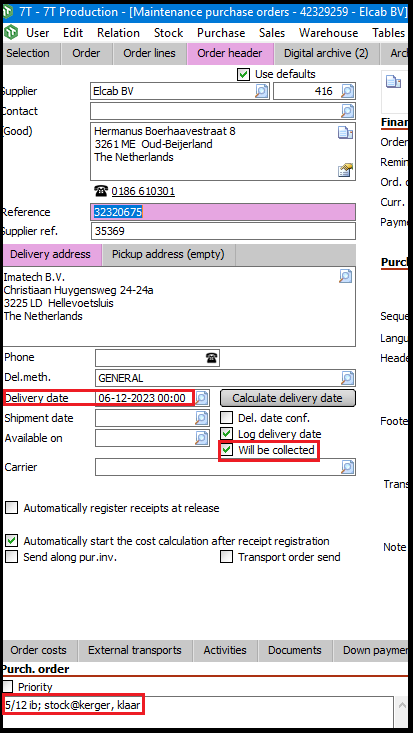 7T - 7T Production - [Maintenance purchase orders - 42329259 - Elcab BV]
User Edit Relation Stock Purchase Sales Warehouse Tables
Selection Order Order lines Order header Digital archive (2) Arc
Use defaults
Supplier Elcab BV 416
Contact
(Good) Hermanus Boerhaavestraat 8
3261 ME Oud-Beijerland
The Netherlands
0186 610301
Reference 32320675
Supplier ref. 35369
Delivery address Pickup address (empty)
Imatech B.V.
Christiaan Huygensweg 24-24a
3225 LD Hellevoetsluis
The Netherlands
Phone
Del.meth. GENERAL
Delivery date 06-12-2023 00:00 Calculate delivery date
Shipment date Del. date conf.
Available on Log delivery date
Will be collected
Carrier
Automatically register receipts at release
Automatically start the cost calculation after receipt registration
Send along pur.inv. Transport order send
Order costs External transports Activities Documents Down paymen
Purch. order
Priority
5/12 ib; stock@kerger, klaar
Finan
Order
Remin
Ord. c
Curr.
Payme
Purch
Seque
Langu
Heade
Foote
Trans
Note